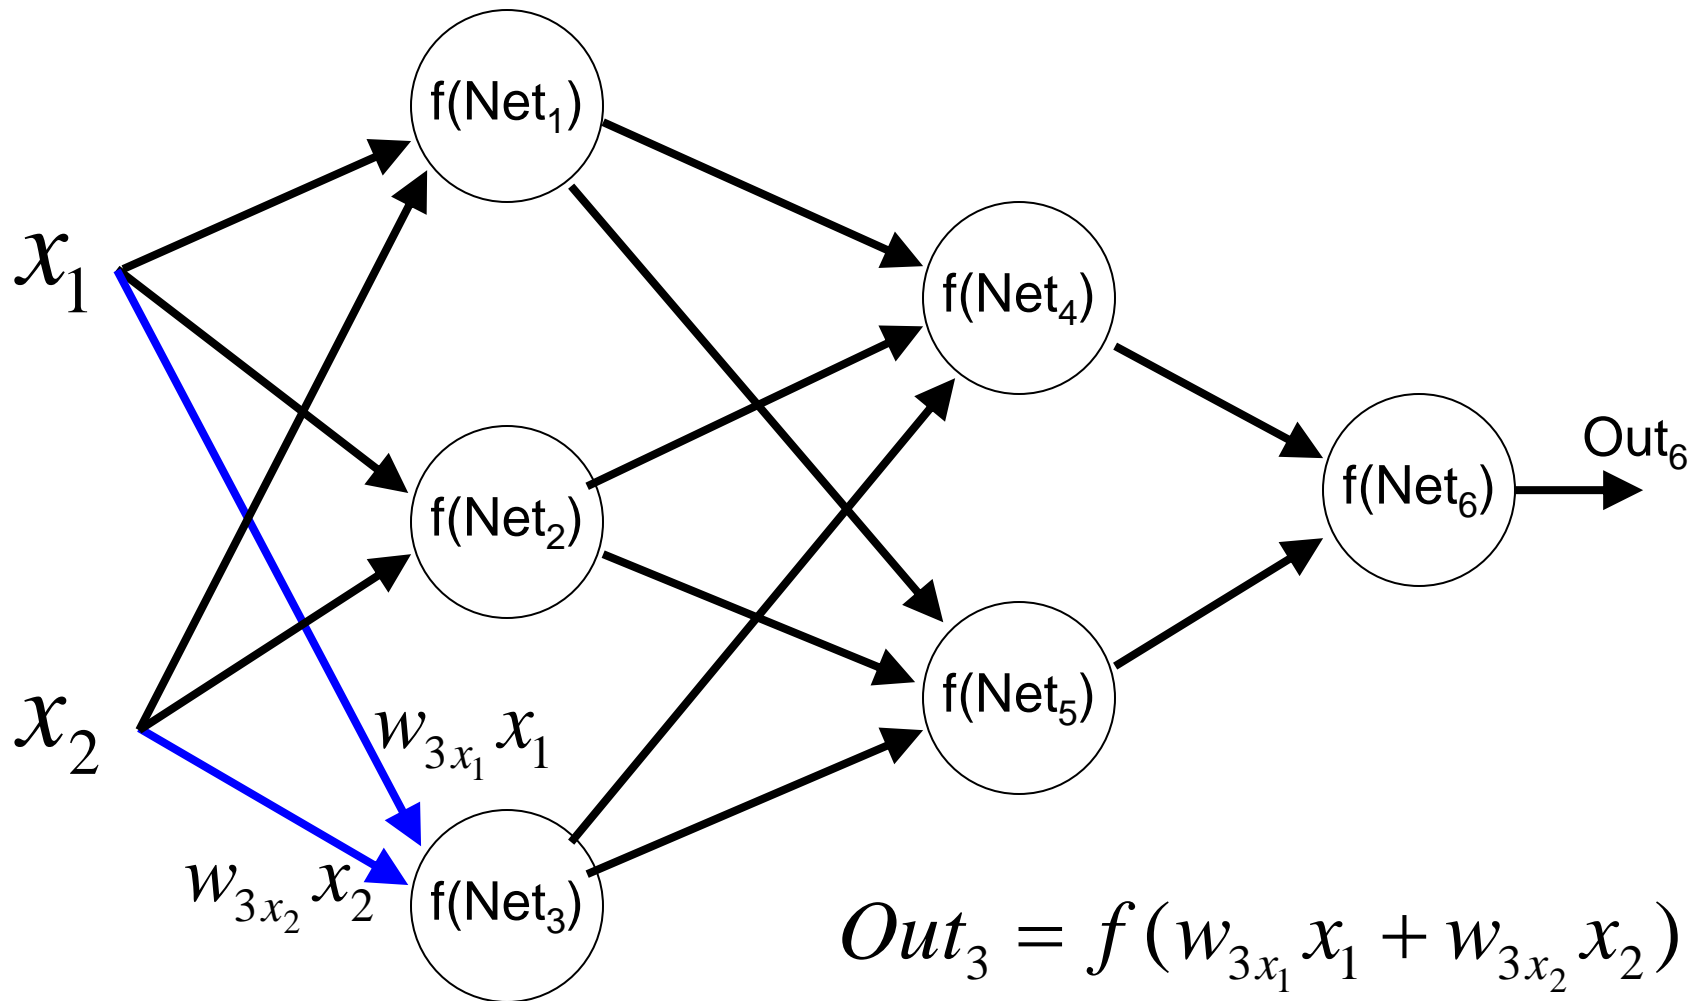 f(Net₁)
x₁
f(Net₄)
Out₆
f(Net₆)
f(Net₂)
x₂
f(Net₅)
w₃ₓ₁ x₁
w₃ₓ₂ x₂
f(Net₃)
Out₃ = f(w₃ₓ₁ x₁ + w₃ₓ₂ x₂)